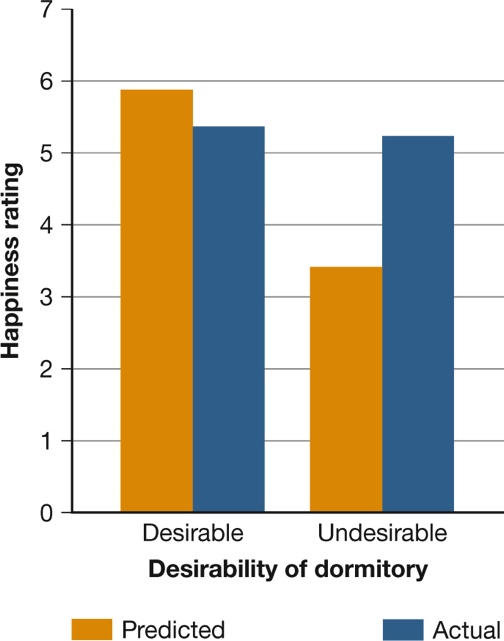 7
6
5
4
3
2
1
0
Happiness rating
Desirable Undesirable
Desirability of dormitory
Predicted Actual